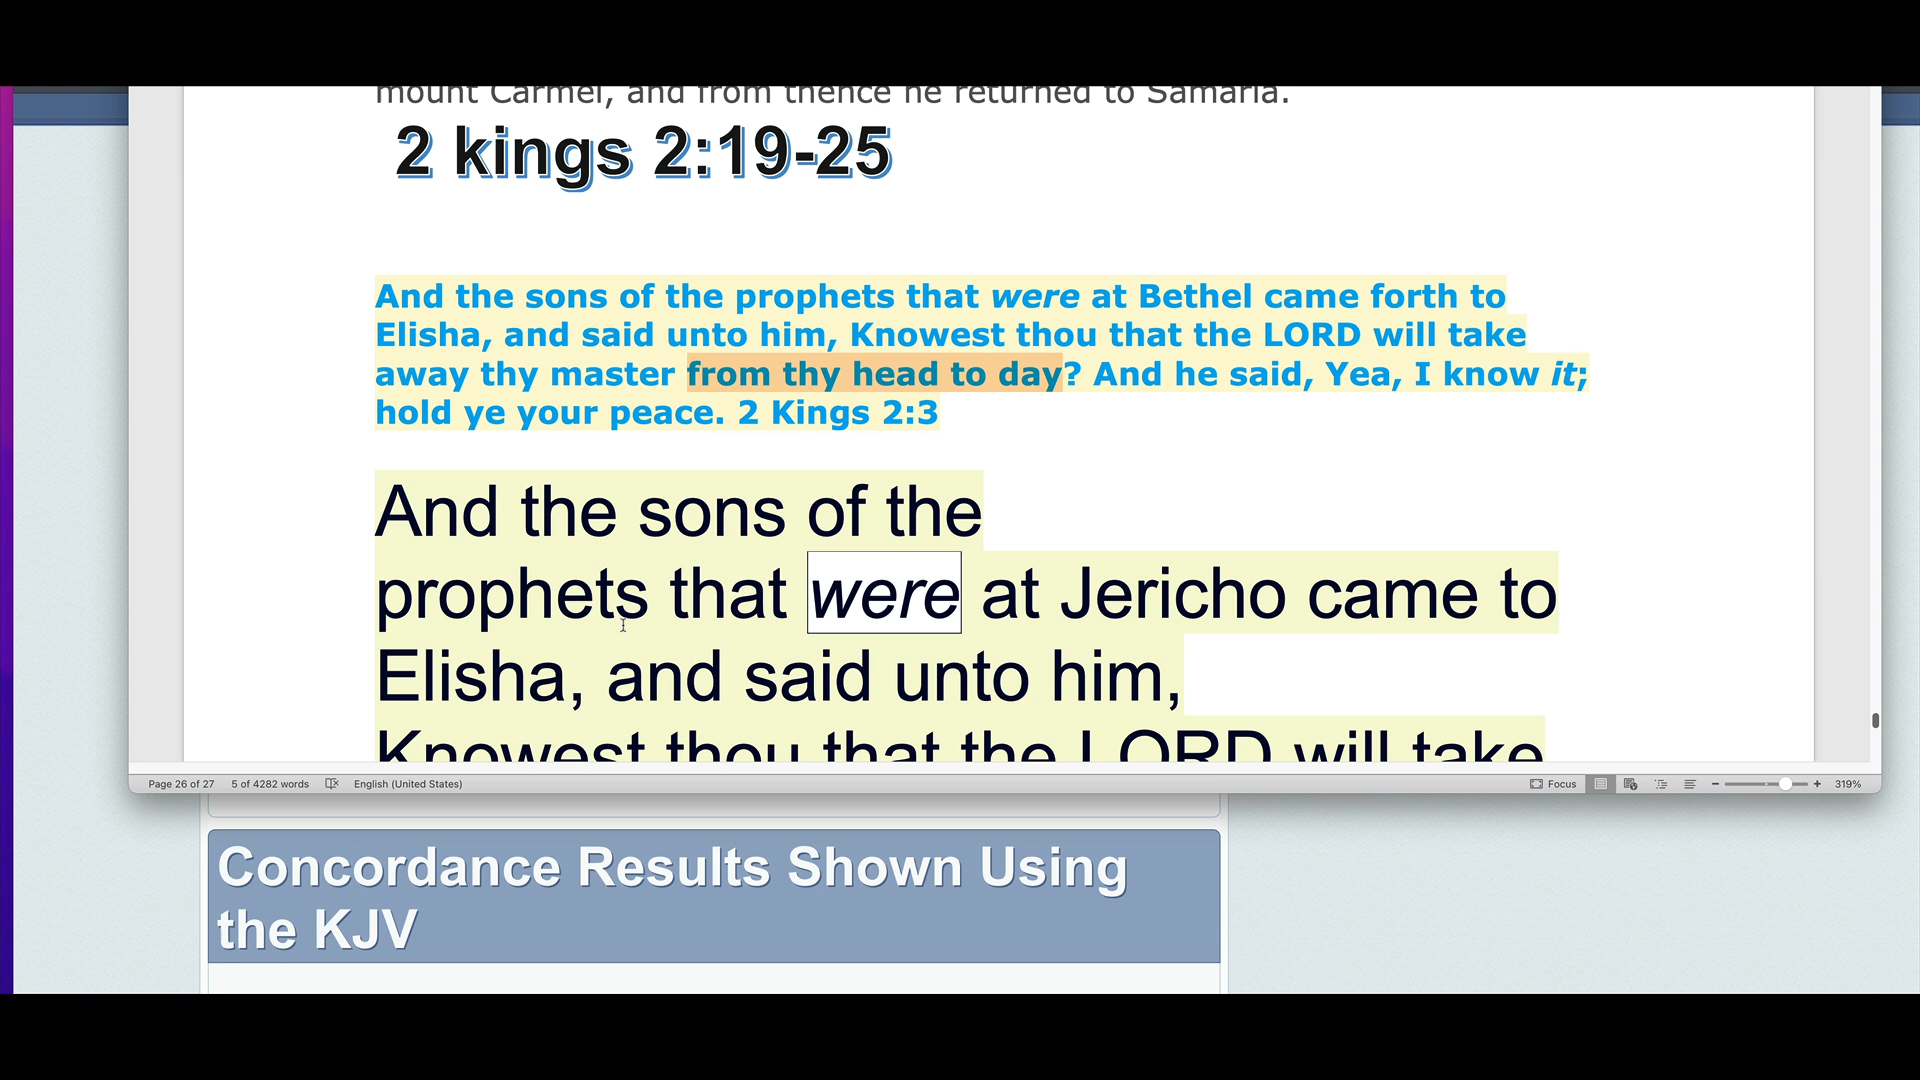 mount Carmel, and from thence he returned to Samaria.
2 kings 2:19-25
And the sons of the prophets that were at Bethel came forth to
Elisha, and said unto him, Knowest thou that the LORD will take
away thy master from thy head to day? And he said, Yea, I know it;
hold ye your peace. 2 Kings 2:3
And the sons of the
prophets that were at Jericho came to
Elisha, and said unto him,
Knowest thou that the LORD will take
Page 26 of 27 5 of 4282 words English (United States) Focus 319%
Concordance Results Shown Using
the KJV